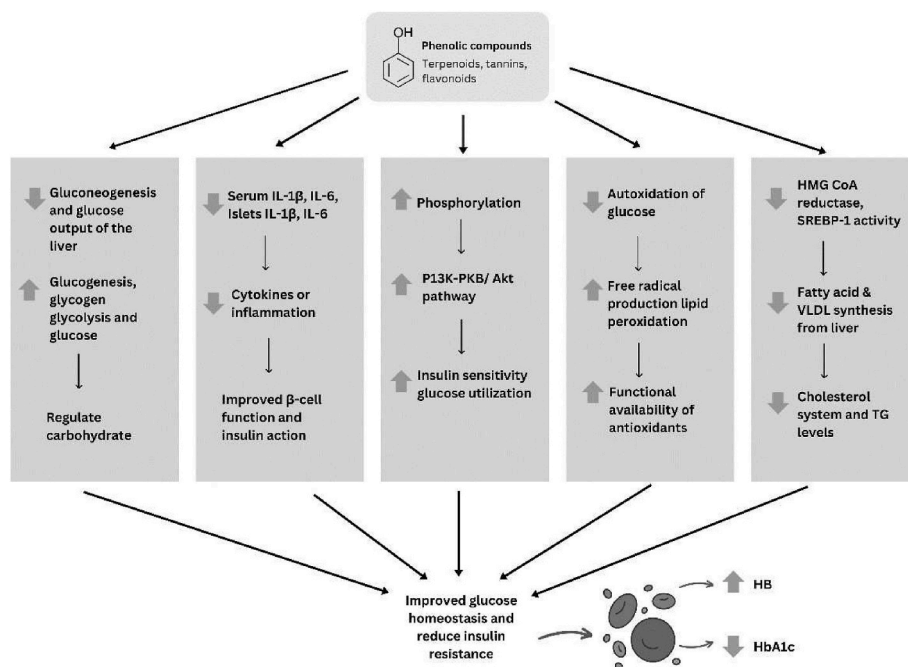 OH
Phenolic compounds
Terpenoids, tannins,
flavonoids
Gluconeogenesis
and glucose
output of the
liver
Glucogenesis,
glycogen
glycolysis and
glucose
Regulate
carbohydrate
Serum IL-1β, IL-6,
Islets IL-1β, IL-6
Cytokines or
inflammation
Improved β-cell
function and
insulin action
Phosphorylation
P13K-PKB/ Akt
pathway
Insulin sensitivity
glucose utilization
Autoxidation of
glucose
Free radical
production lipid
peroxidation
Functional
availability of
antioxidants
HMG CoA
reductase,
SREBP-1 activity
Fatty acid &
VLDL synthesis
from liver
Cholesterol
system and TG
levels
Improved glucose
homeostasis and
reduce insulin
resistance
HB
HbA1c